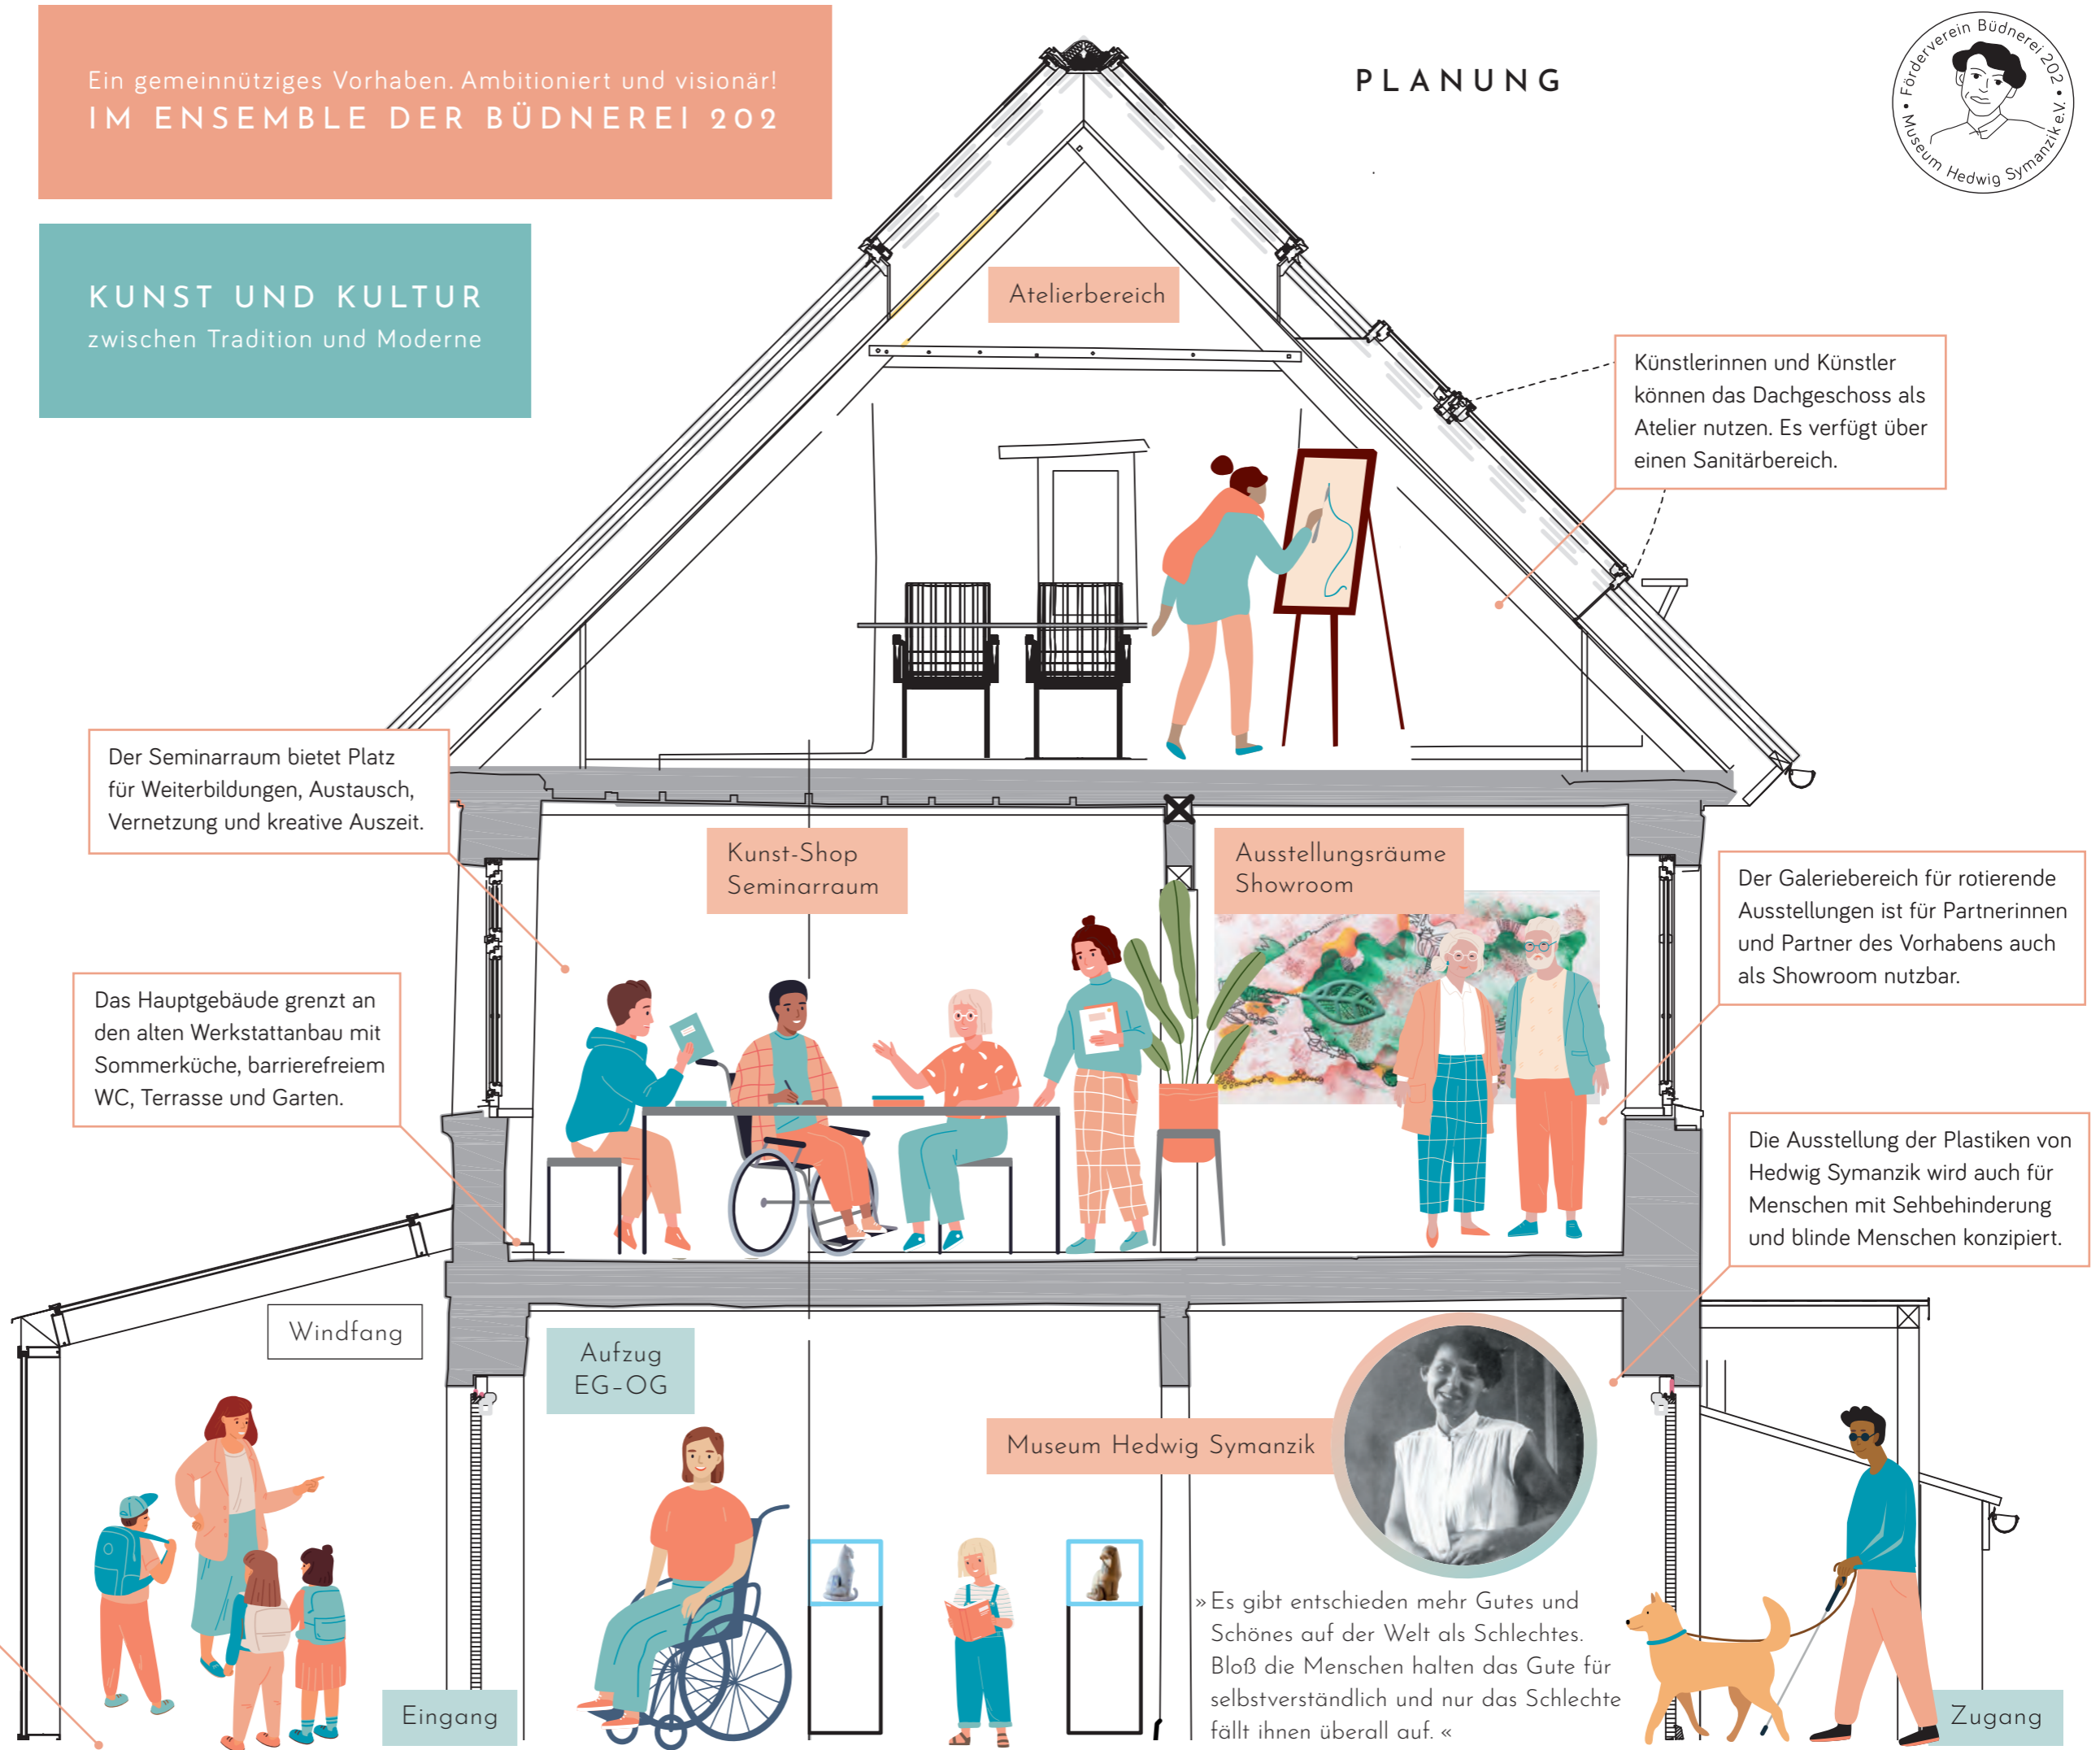 Ein gemeinnütziges Vorhaben. Ambitioniert und visionär!
IM ENSEMBLE DER BÜDNEREI 202
PLANUNG
• Förderverein Büdnerei 202 • Museum Hedwig Symanzik e.V.
KUNST UND KULTUR
zwischen Tradition und Moderne
Atelierbereich
Künstlerinnen und Künstler
können das Dachgeschoss als
Atelier nutzen. Es verfügt über
einen Sanitärbereich.
Der Seminarraum bietet Platz
für Weiterbildungen, Austausch,
Vernetzung und kreative Auszeit.
Kunst-Shop
Seminarraum
Ausstellungsräume
Showroom
Der Galeriebereich für rotierende
Ausstellungen ist für Partnerinnen
und Partner des Vorhabens auch
als Showroom nutzbar.
Das Hauptgebäude grenzt an
den alten Werkstattanbau mit
Sommerküche, barrierefreiem
WC, Terrasse und Garten.
Die Ausstellung der Plastiken von
Hedwig Symanzik wird auch für
Menschen mit Sehbehinderung
und blinde Menschen konzipiert.
Windfang
Aufzug
EG-OG
Museum Hedwig Symanzik
» Es gibt entschieden mehr Gutes und
Schönes auf der Welt als Schlechtes.
Bloß die Menschen halten das Gute für
selbstverständlich und nur das Schlechte
fällt ihnen überall auf. «
Eingang
Zugang